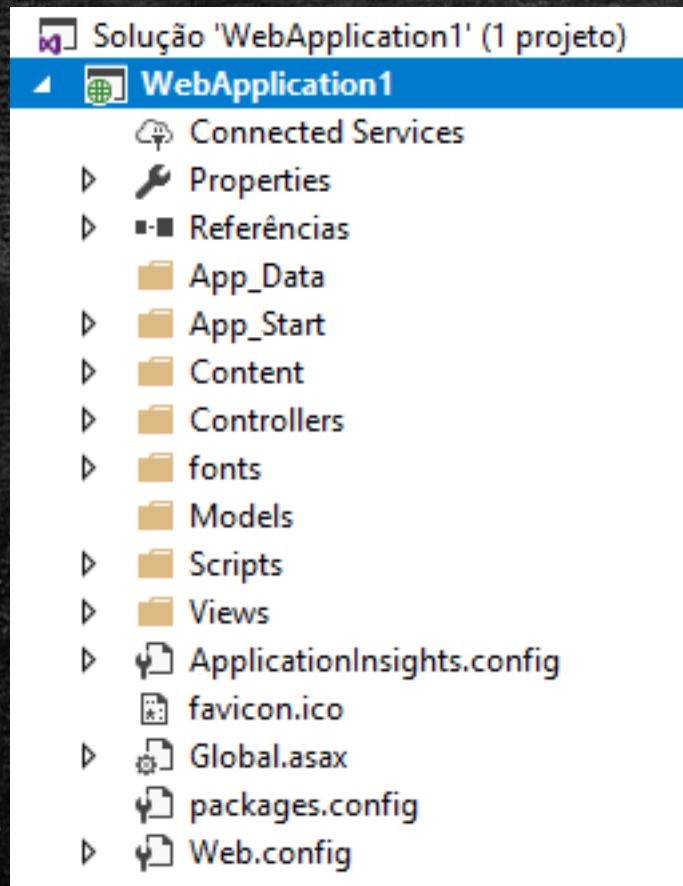 Solução 'WebApplication1' (1 projeto)
WebApplication1
Connected Services
Properties
Referências
App_Data
App_Start
Content
Controllers
fonts
Models
Scripts
Views
ApplicationInsights.config
favicon.ico
Global.asax
packages.config
Web.config